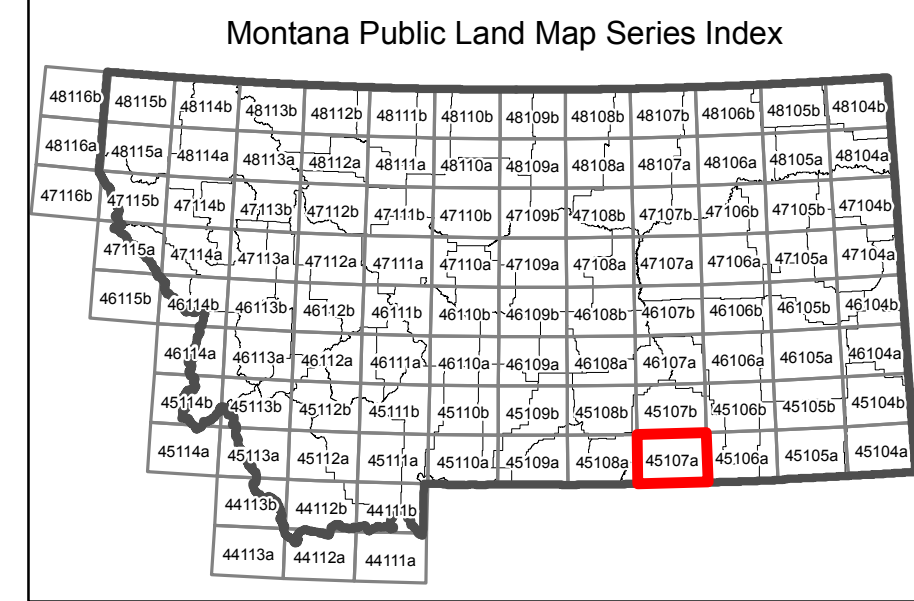 Montana Public Land Map Series Index
48116b 48115b 48114b 48113b 48112b 48111b 48110b 48109b 48108b 48107b 48106b 48105b 48104b
48116a 48115a 48114a 48113a 48112a 48111a 48110a 48109a 48108a 48107a 48106a 48105a 48104a
47116b 47115b 47114b 47113b 47112b 47111b 47110b 47109b 47108b 47107b 47106b 47105b 47104b
47115a 47114a 47113a 47112a 47111a 47110a 47109a 47108a 47107a 47106a 47105a 47104a
46115b 46114b 46113b 46112b 46111b 46110b 46109b 46108b 46107b 46106b 46105b 46104b
46114a 46113a 46112a 46111a 46110a 46109a 46108a 46107a 46106a 46105a 46104a
45114b 45113b 45112b 45111b 45110b 45109b 45108b 45107b 45106b 45105b 45104b
45114a 45113a 45112a 45111a 45110a 45109a 45108a 45107a 45106a 45105a 45104a
44113b 44112b 44111b
44113a 44112a 44111a